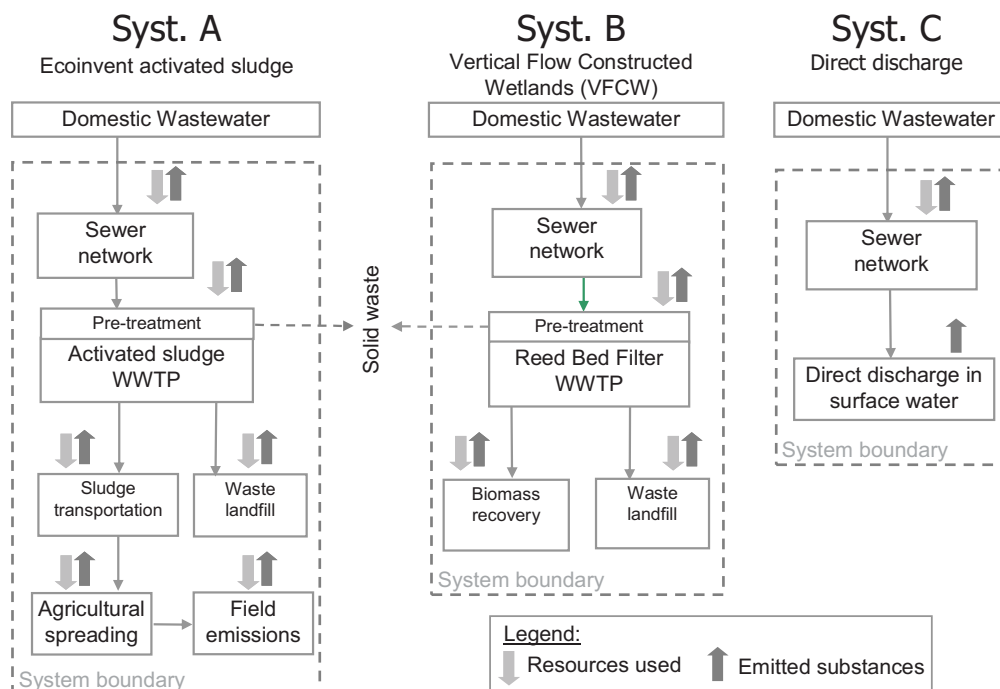 Syst. A
Ecoinvent activated sludge
Domestic Wastewater
Sewer
network
Pre-treatment
Activated sludge
WWTP
Sludge
transportation
Waste
landfill
Agricultural
spreading
Field
emissions
System boundary
Solid waste
Syst. B
Vertical Flow Constructed
Wetlands (VFCW)
Domestic Wastewater
Sewer
network
Pre-treatment
Reed Bed Filter
WWTP
Biomass
recovery
Waste
landfill
System boundary
Syst. C
Direct discharge
Domestic Wastewater
Sewer
network
Direct discharge in
surface water
System boundary
Legend:
Resources used
Emitted substances